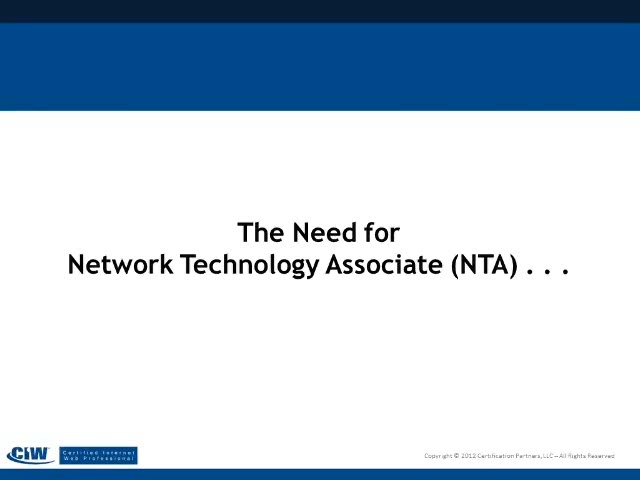 The Need for
Network Technology Associate (NTA) . . .
CIW
Certified Internet
Web Professional
Copyright © 2012 Certification Partners, LLC — All Rights Reserved